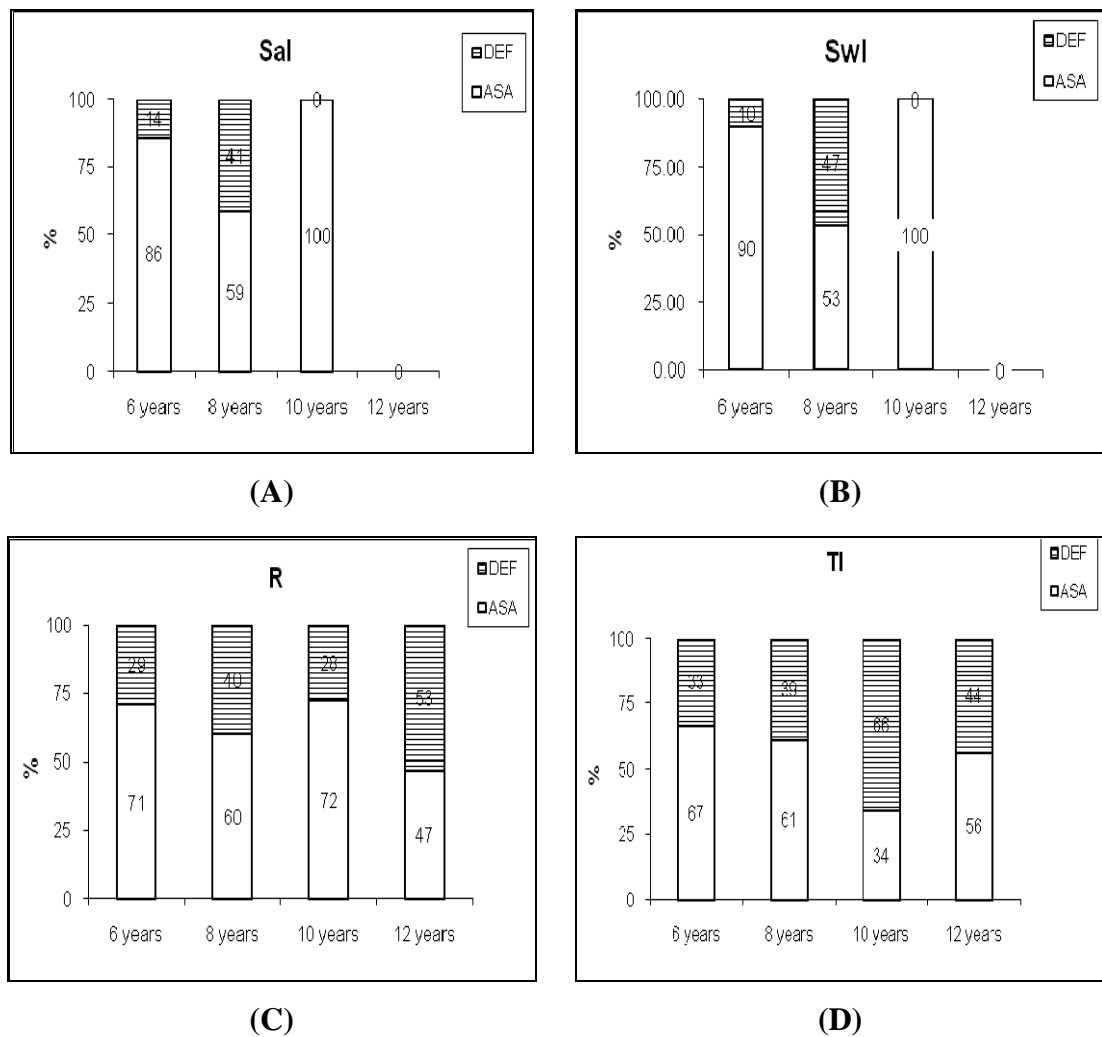 Sal
DEF
ASA
100
75
50
25
0
%
14
86
41
59
0
100
0
6 years 8 years 10 years 12 years
(A)
Swl
DEF
ASA
100.00
75.00
50.00
25.00
0.00
%
10
90
47
53
0
100
0
6 years 8 years 10 years 12 years
(B)
R
DEF
ASA
100
75
50
25
0
%
29
71
40
60
28
72
53
47
6 years 8 years 10 years 12 years
(C)
Tl
DEF
ASA
100
75
50
25
0
%
33
67
39
61
66
34
44
56
6 years 8 years 10 years 12 years
(D)